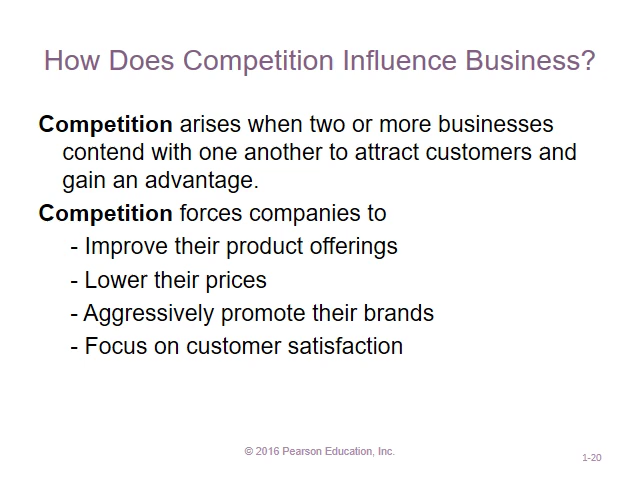 How Does Competition Influence Business?
Competition arises when two or more businesses
contend with one another to attract customers and
gain an advantage.
Competition forces companies to
- Improve their product offerings
- Lower their prices
- Aggressively promote their brands
- Focus on customer satisfaction
© 2016 Pearson Education, Inc.
1-20